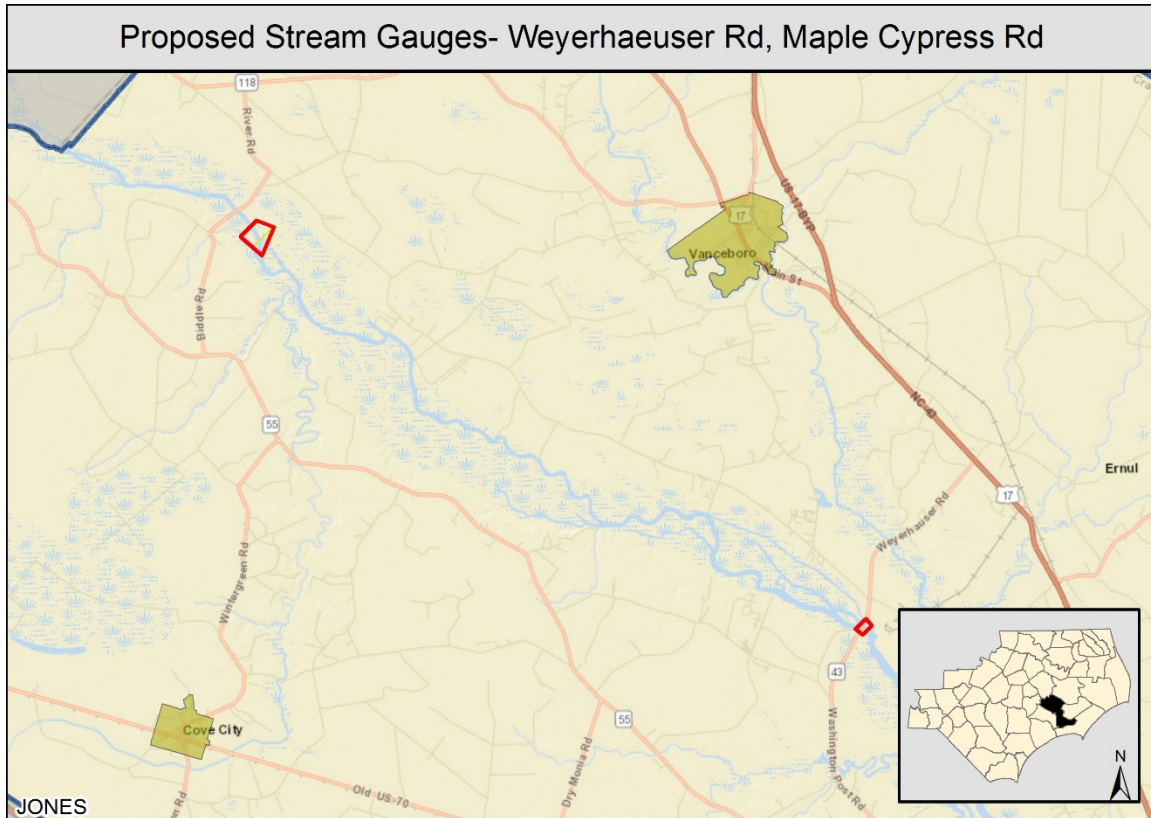 Proposed Stream Gauges- Weyerhaeuser Rd, Maple Cypress Rd
118
River Rd
Biddle Rd
17
US-17-BYP
Vanceboro
Main St
NC-43
55
Ernul
17
Weyerhauser Rd
Wintergreen Rd
43
Cove City
55
Washington Post Rd
Dry Monia Rd
Old US-70
N
JONES